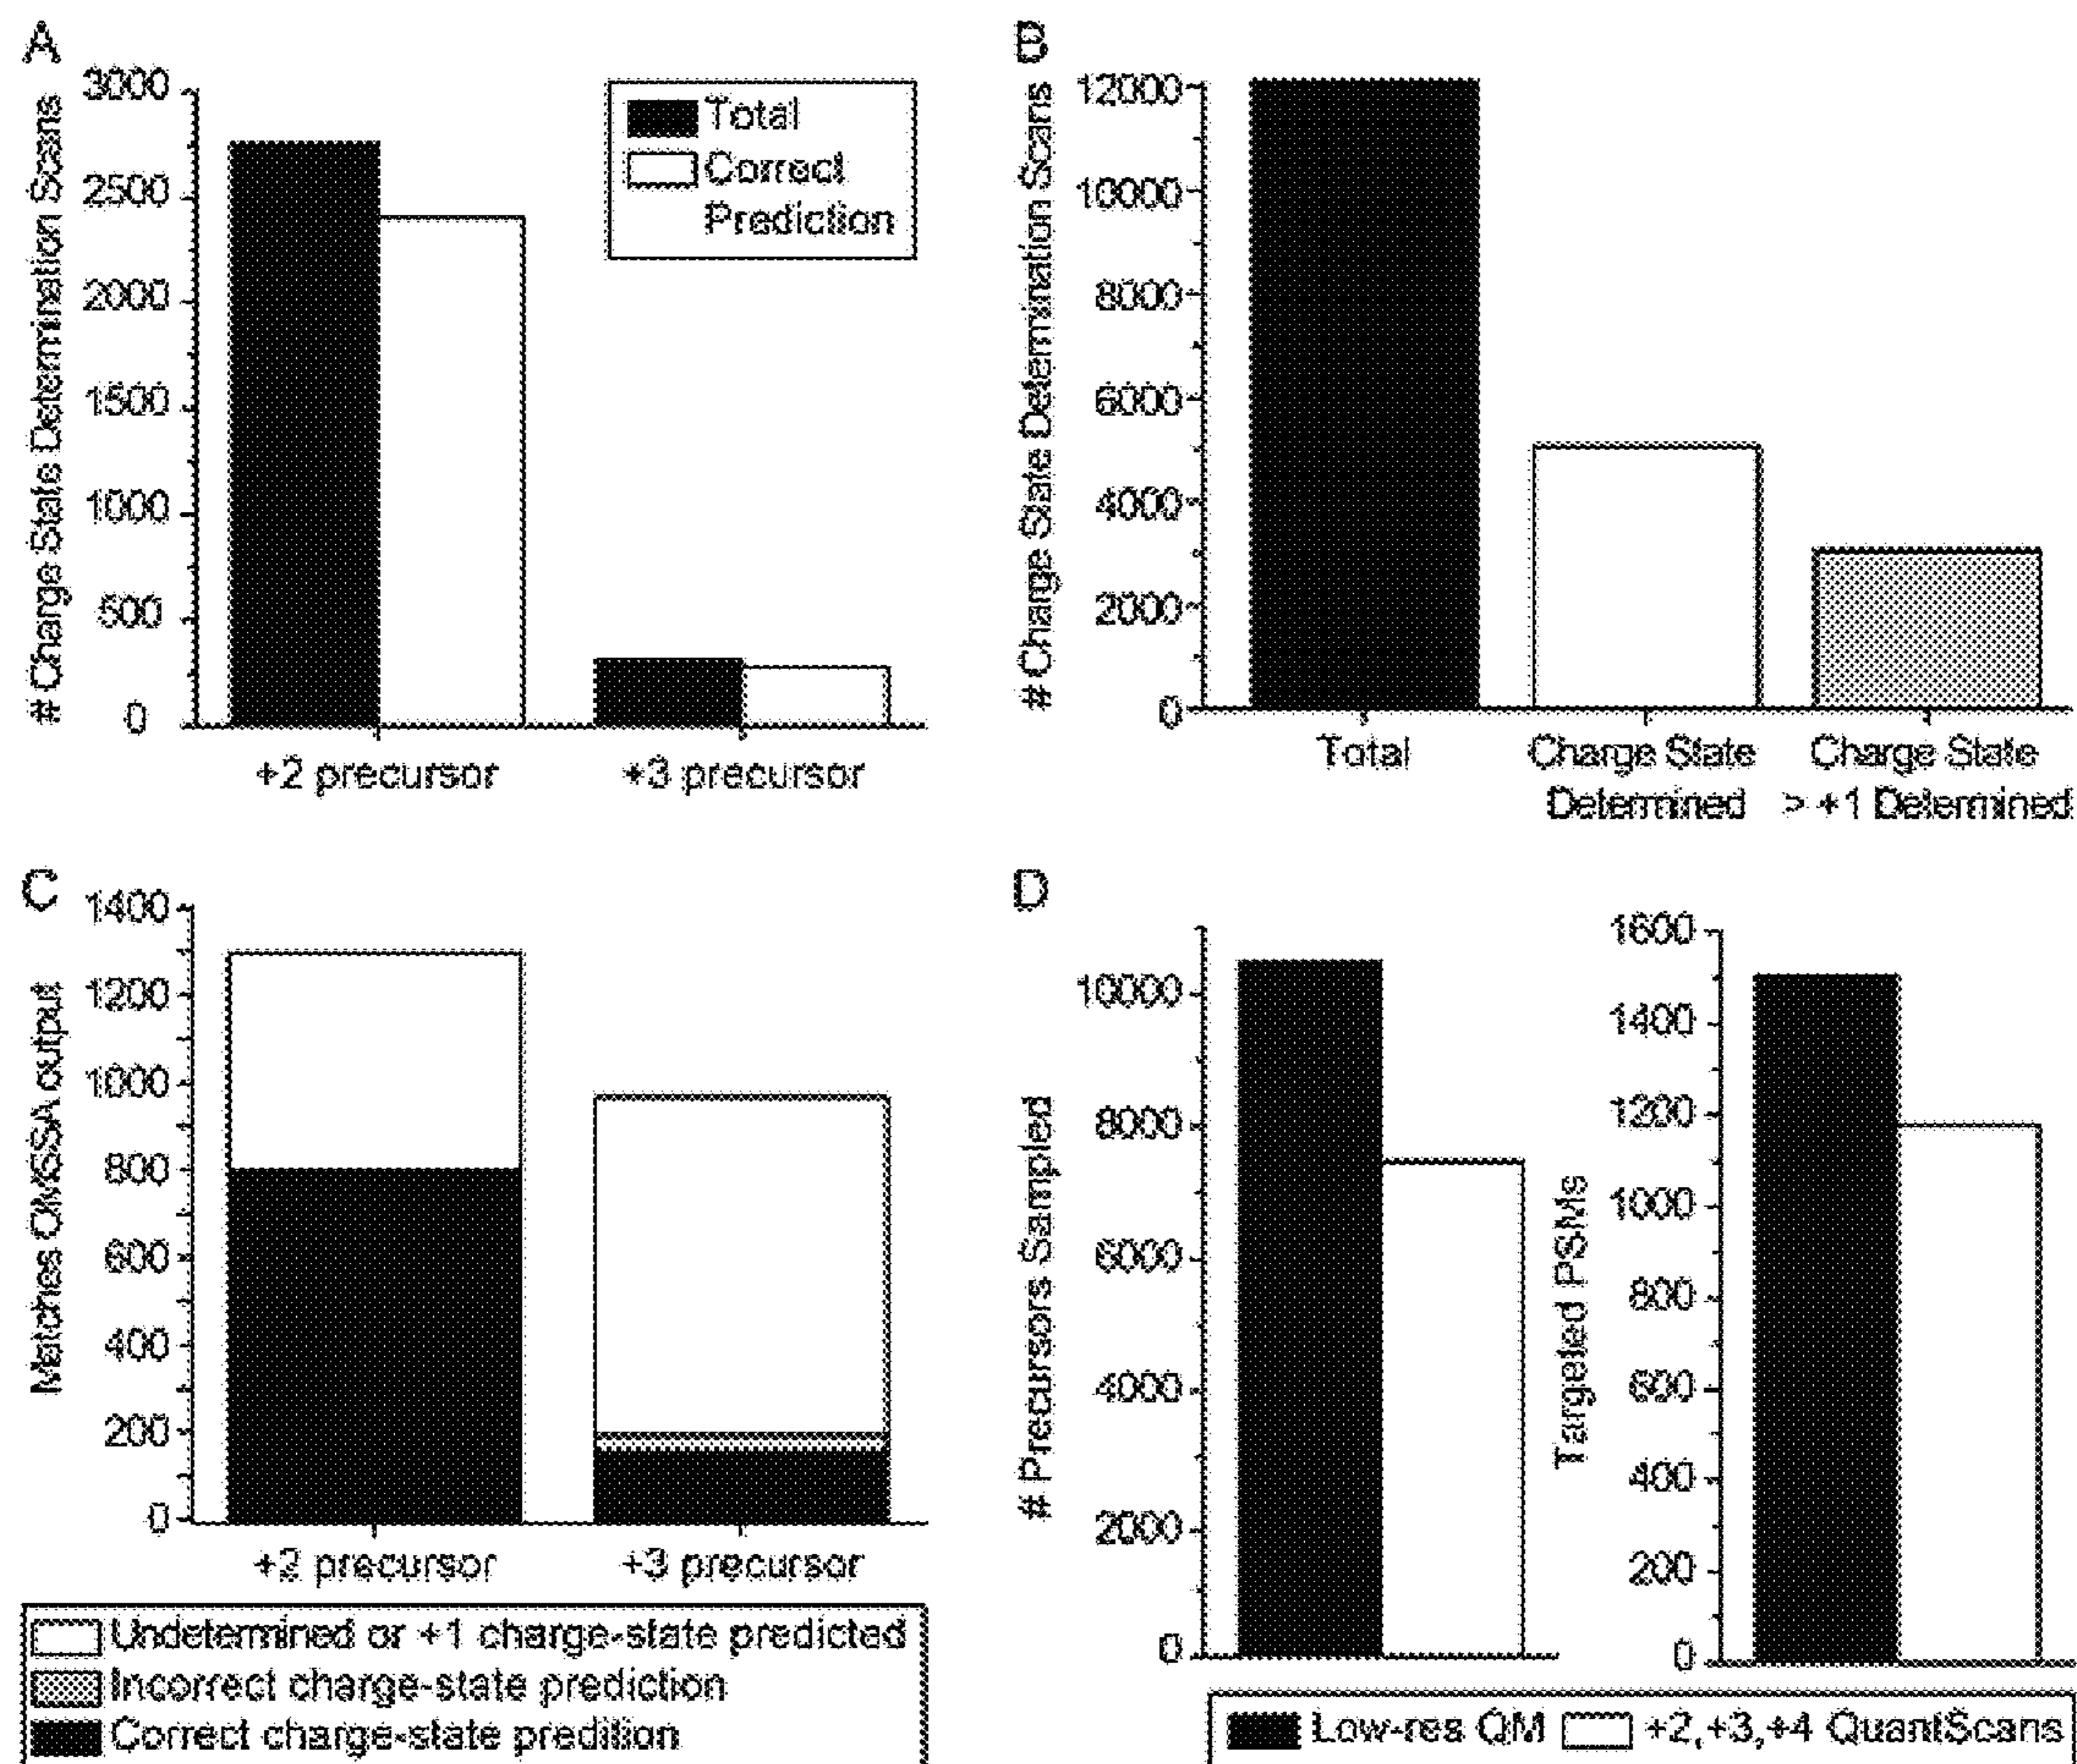 A
# Charge State Determination Scans
3000
2500
2000
1500
1000
500
0
Total
Correct
Prediction
+2 precursor
+3 precursor
B
# Charge State Determination Scans
12000
10000
8000
6000
4000
2000
0
Total
Charge State
Determined
Charge State
> +1 Determined
C
Matches OMSSA output
1400
1200
1000
800
600
400
200
0
+2 precursor
+3 precursor
Undetermined or +1 charge-state predicted
Incorrect charge-state prediction
Correct charge-state predition
D
# Precursors Sampled
10000
8000
6000
4000
2000
0
Targeted PSMs
1600
1400
1200
1000
800
600
400
200
0
Low-res QM
+2,+3,+4 QuantScans